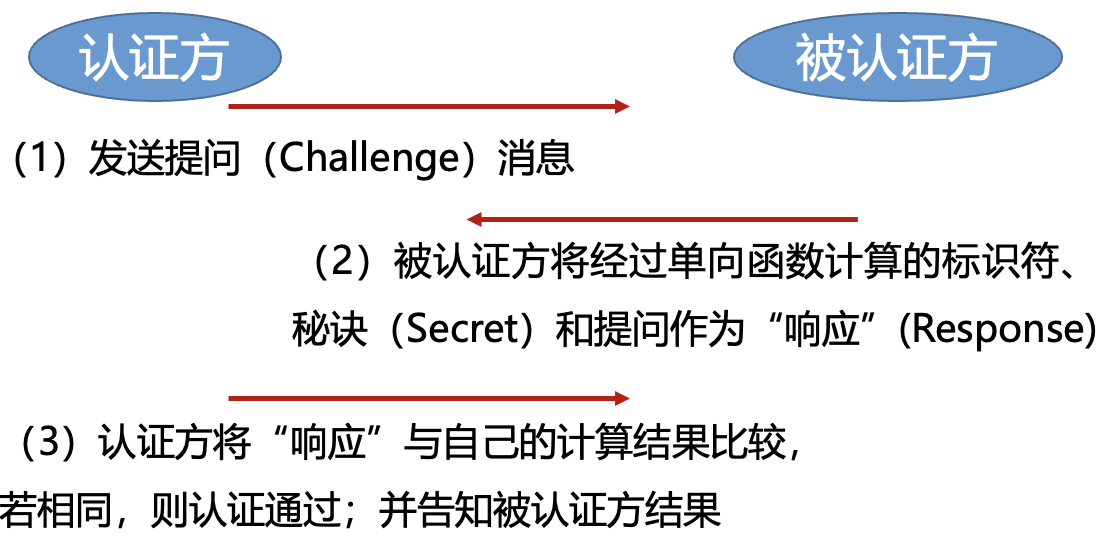 认证方
被认证方
（1）发送提问（Challenge）消息
（2）被认证方将经过单向函数计算的标识符、
秘诀（Secret）和提问作为“响应”(Response)
（3）认证方将“响应”与自己的计算结果比较，
若相同，则认证通过；并告知被认证方结果